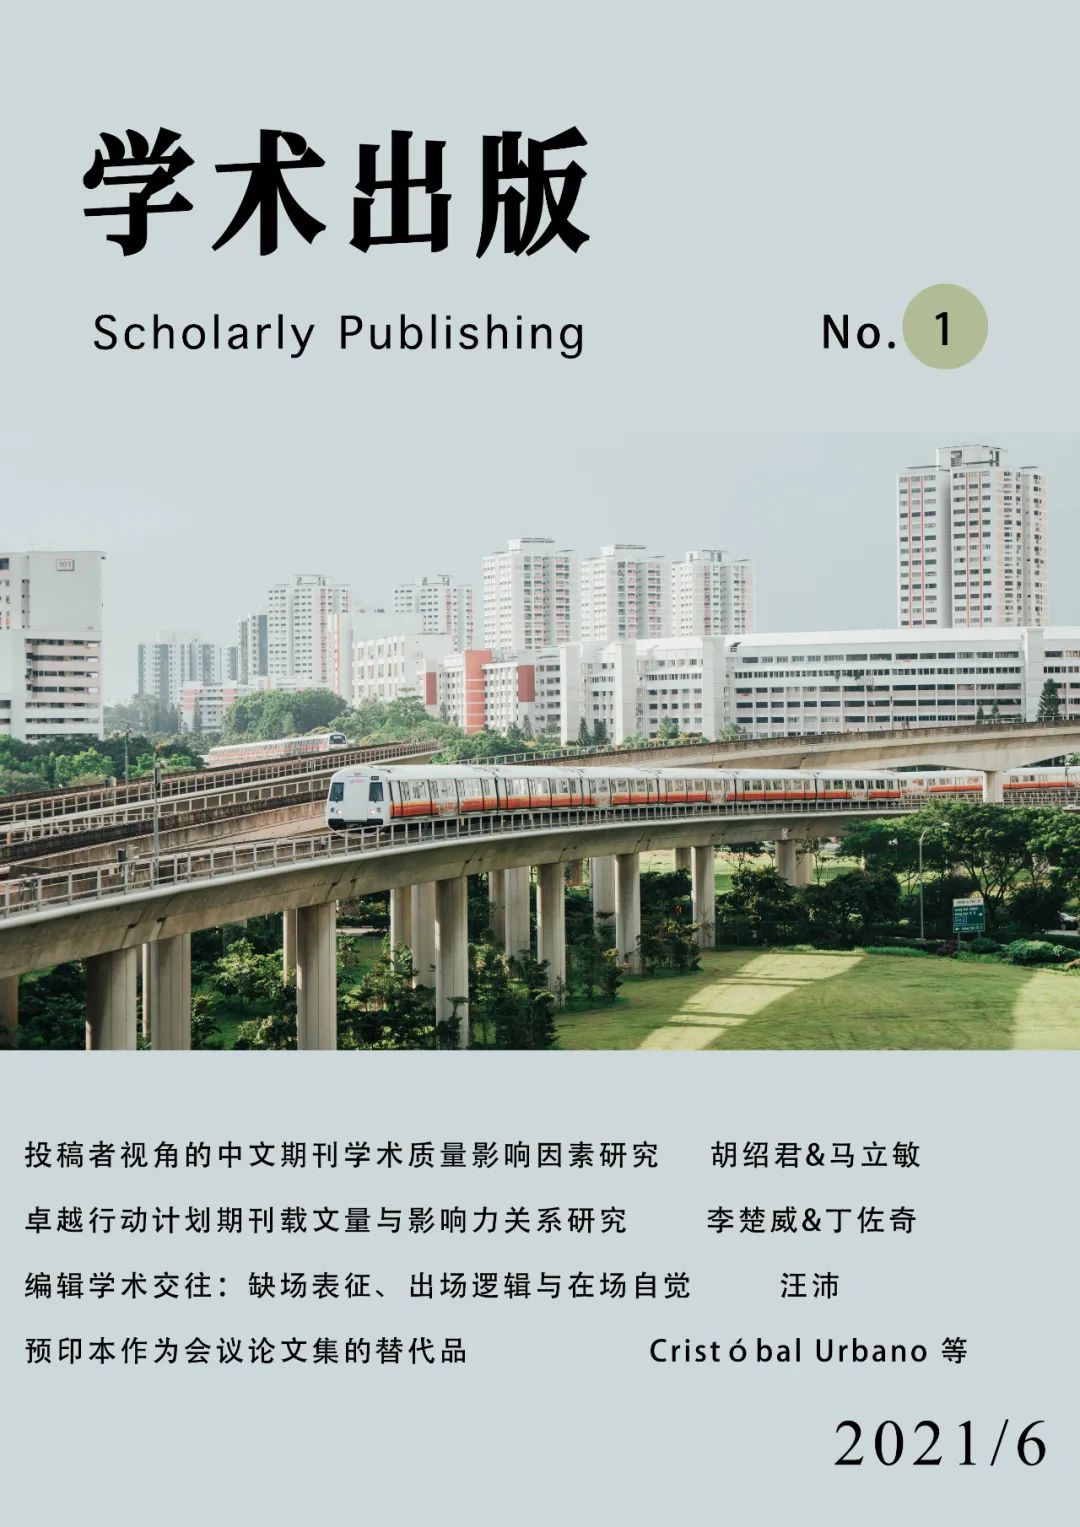 学术出版
Scholarly Publishing No. 1
101
投稿者视角的中文期刊学术质量影响因素研究 胡绍君&马立敏
卓越行动计划期刊载文量与影响力关系研究 李楚威&丁佐奇
编辑学术交往：缺场表征、出场逻辑与在场自觉 汪沛
预印本作为会议论文集的替代品 Cristóbal Urbano 等
2021/6